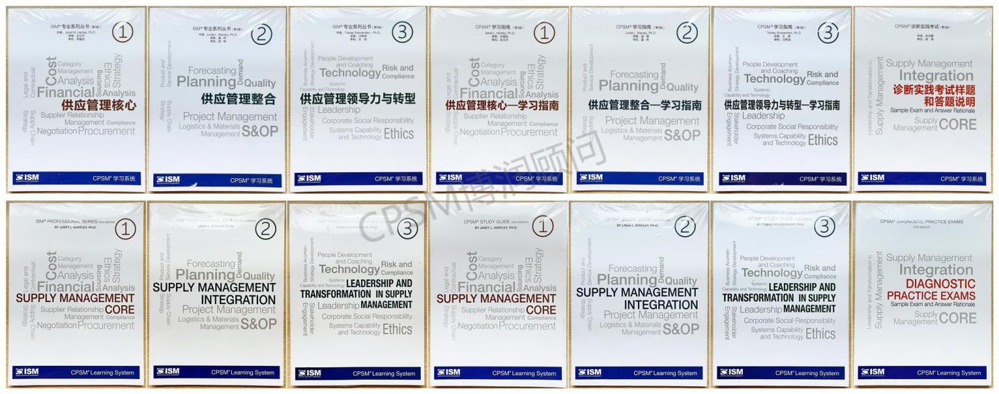 ISM® 专业系列丛书(第3版)
作者: Janet M. Hartley, Ph.D.
1
Cost
Category
Management
Analysis
Sourcing
Ethics
Strategy
Legal and
Contractual
Financial
Analysis
供应管理核心
Supplier Relationship
Management
Compliance
Negotiation
Procurement
Supply Chain
Strategy
ISM
CPSM® 学习系统
ISM® 专业系列丛书(第3版)
作者: Linda L. Stanley, Ph.D.
2
Product and
Service Development
Forecasting
Planning
Demand
Quality
供应管理整合
Supply Chain
Strategy
Project Management
Logistics & Materials
Management
S&OP
ISM
CPSM® 学习系统
ISM® 专业系列丛书(第3版)
作者: Tobias Schoenherr, Ph.D.
3
Business Acumen-
Strategy Development
People Development
and Coaching
Technology
Risk and
Compliance
Systems
Capability and Technology
供应管理领导力与转型
Stakeholder
Engagement
Leadership
Corporate Social Responsibility
Systems Capability
and Technology
Ethics
ISM
CPSM® 学习系统
CPSM® 学习指南(第3版)
1
Cost
Category
Management
Analysis
Sourcing
Ethics
Strategy
Legal and
Contractual
Financial
Analysis
供应管理核心—学习指南
Supplier Relationship
Management
Compliance
Negotiation
Procurement
Supply Chain
Strategy
ISM
CPSM® 学习系统
CPSM® 学习指南(第3版)
Linda L. Stanley, Ph.D.
2
Product and
Service Development
Forecasting
Planning
Demand
Quality
供应管理整合—学习指南
Supply Chain
Strategy
Project Management
Logistics & Materials
Management
S&OP
ISM
CPSM® 学习系统
CPSM® 学习指南(第3版)
Tobias Schoenherr, Ph.D.
3
Business Acumen-
Strategy Development
People Development
and Coaching
Technology
Risk and
Compliance
Systems
Capability and Technology
供应管理领导力与转型—学习指南
Stakeholder
Engagement
Leadership
Corporate Social Responsibility
Systems Capability
and Technology
Ethics
ISM
CPSM® 学习系统
CPSM® 诊断实践考试(第3版)
Leadership and Transformation in
Supply Management
Supply Management
Integration
诊断实践考试样题
和答题说明
Sample Exam and Answer Rationale
Supply
Management
CORE
ISM
CPSM® 学习系统
CPSM博润顾问
ISM® PROFESSIONAL SERIES (3rd edition)
BY JANET L. HARTLEY, PH.D.
1
Cost
Category
Management
Analysis
Sourcing
Ethics
Strategy
Legal and
Contractual
Financial
Analysis
SUPPLY MANAGEMENT
CORE
Supplier Relationship
Management
Compliance
Negotiation
Procurement
Supply Chain
Strategy
ISM
CPSM® Learning System
ISM® PROFESSIONAL SERIES (3rd edition)
LINDA L. STANLEY, PH.D.
2
Product and
Service Development
Forecasting
Planning
Demand
Quality
SUPPLY MANAGEMENT
INTEGRATION
Supply Chain
Strategy
Project Management
Logistics & Materials
Management
S&OP
ISM
CPSM® Learning System
ISM® PROFESSIONAL SERIES (3rd edition)
TOBIAS SCHOENHERR, PH.D.
3
Business Acumen-
Strategy Development
People Development
and Coaching
Technology
Risk and
Compliance
Systems
Capability and Technology
LEADERSHIP AND
TRANSFORMATION IN SUPPLY
MANAGEMENT
Stakeholder
Engagement
Leadership
Corporate Social Responsibility
Systems Capability
and Technology
Ethics
ISM
CPSM® Learning System
CPSM® STUDY GUIDE (3rd edition)
BY JANET L. HARTLEY, PH.D.
1
Cost
Category
Management
Analysis
Sourcing
Ethics
Strategy
Legal and
Contractual
Financial
Analysis
SUPPLY MANAGEMENT
CORE
Supplier Relationship
Management
Compliance
Negotiation
Procurement
Supply Chain
Strategy
ISM
CPSM® Learning System
CPSM® STUDY GUIDE (3rd edition)
BY LINDA L. STANLEY, PH.D.
2
Product and
Service Development
Forecasting
Planning
Demand
Quality
SUPPLY MANAGEMENT
INTEGRATION
Supply Chain
Strategy
Project Management
Logistics & Materials
Management
S&OP
ISM
CPSM® Learning System
CPSM® STUDY GUIDE (3rd edition)
BY TOBIAS SCHOENHERR, PH.D.
3
Business Acumen-
Strategy Development
People Development
and Coaching
Technology
Risk and
Compliance
Systems
Capability and Technology
LEADERSHIP AND
TRANSFORMATION IN SUPPLY
MANAGEMENT
Stakeholder
Engagement
Leadership
Corporate Social Responsibility
Systems Capability
and Technology
Ethics
ISM
CPSM® Learning System
CPSM® DIAGNOSTIC PRACTICE EXAMS
(3rd edition)
Leadership and Transformation in
Supply Management
Supply Management
Integration
DIAGNOSTIC
PRACTICE EXAMS
Sample Exam and Answer Rationale
Supply
Management
CORE
ISM
CPSM® Learning System